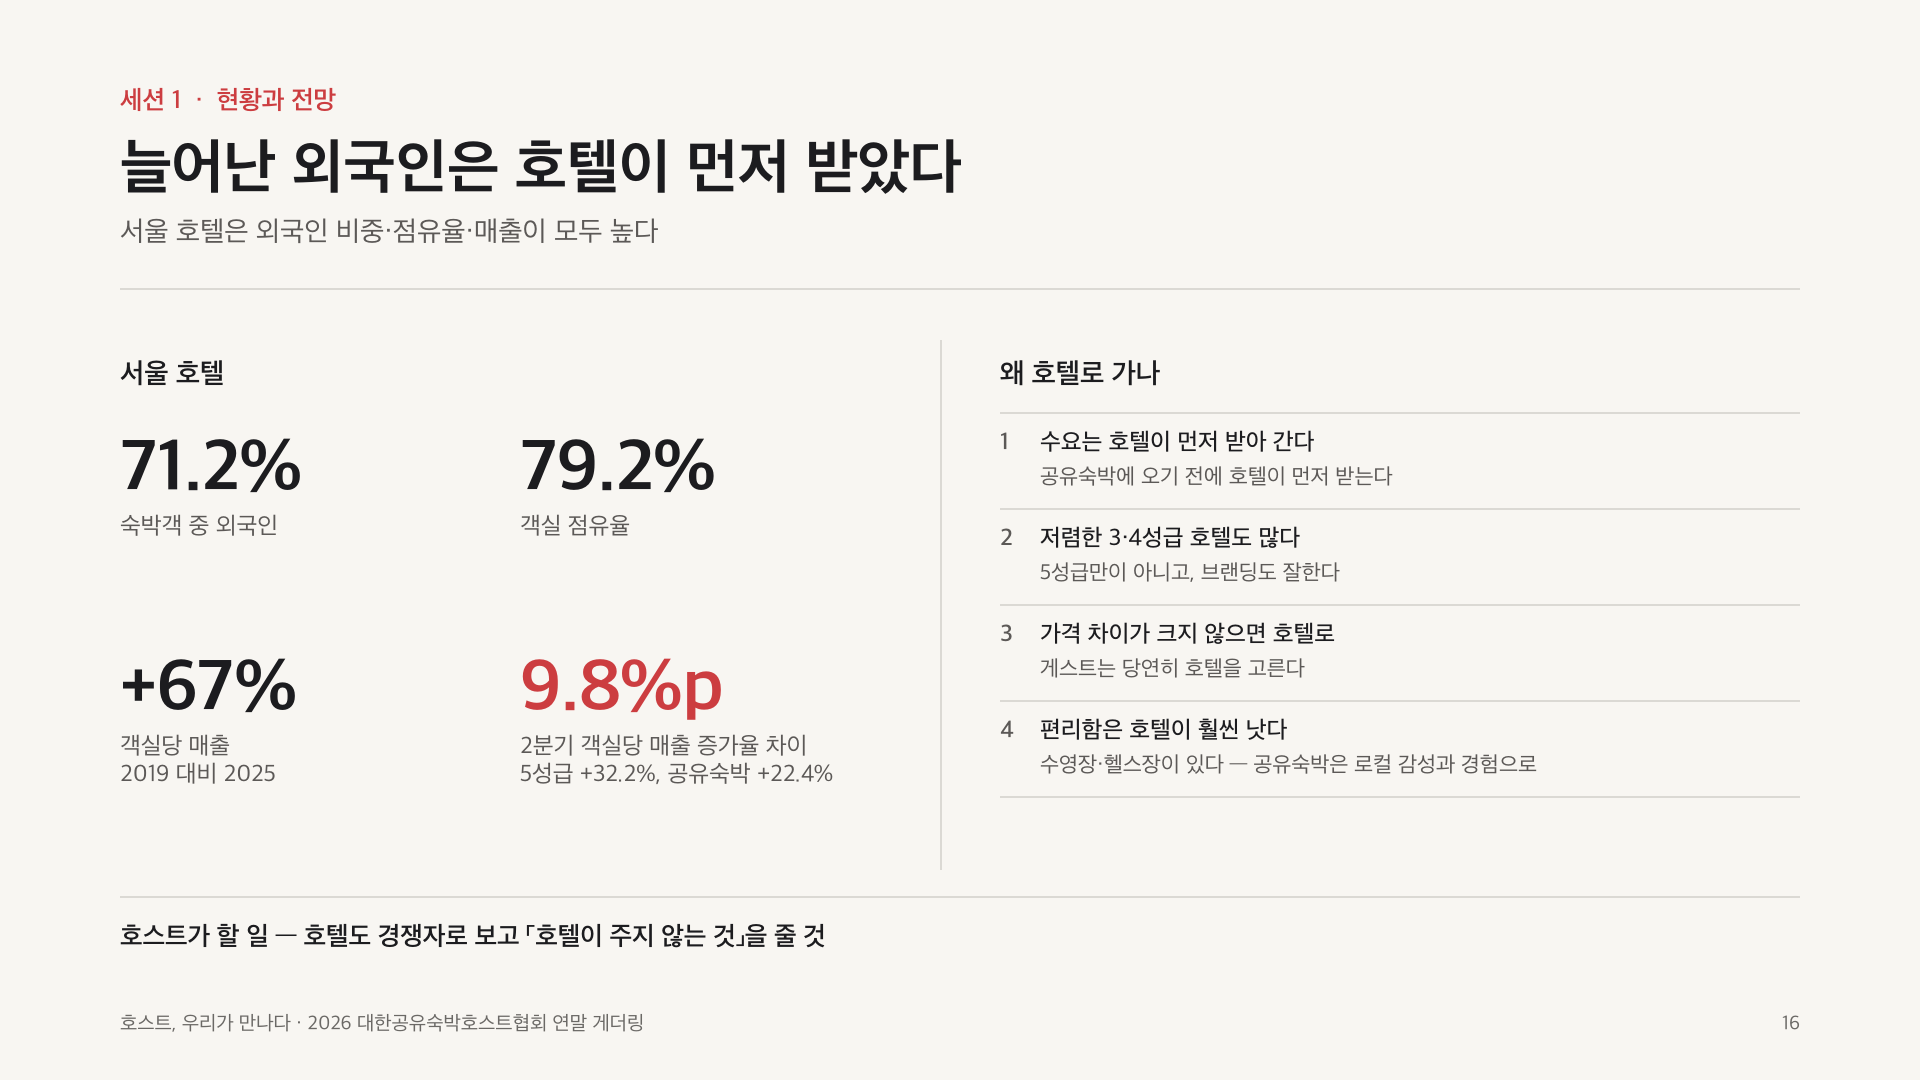 세션 1 · 현황과 전망
늘어난 외국인은 호텔이 먼저 받았다
서울 호텔은 외국인 비중·점유율·매출이 모두 높다
서울 호텔
71.2%
숙박객 중 외국인
79.2%
객실 점유율
+67%
객실당 매출
2019 대비 2025
9.8%p
2분기 객실당 매출 증가율 차이
5성급 +32.2%, 공유숙박 +22.4%
왜 호텔로 가나
1 수요는 호텔이 먼저 받아 간다
공유숙박에 오기 전에 호텔이 먼저 받는다
2 저렴한 3·4성급 호텔도 많다
5성급만이 아니고, 브랜딩도 잘한다
3 가격 차이가 크지 않으면 호텔로
게스트는 당연히 호텔을 고른다
4 편리함은 호텔이 훨씬 낫다
수영장·헬스장이 있다 — 공유숙박은 로컬 감성과 경험으로
호스트가 할 일 — 호텔도 경쟁자로 보고 「호텔이 주지 않는 것」을 줄 것
호스트, 우리가 만나다 · 2026 대한공유숙박호스트협회 연말 게더링
16